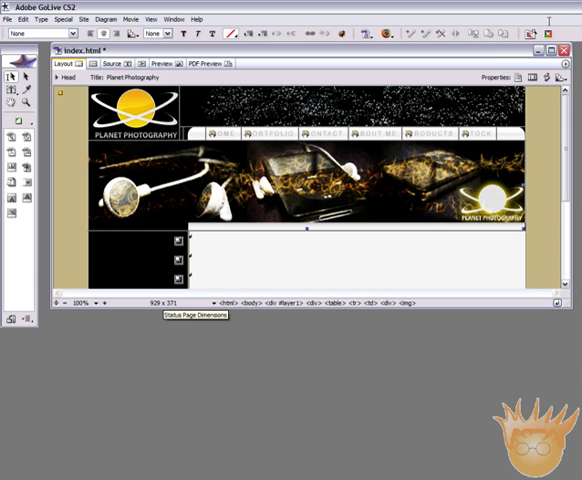 Adobe GoLive CS2
File Edit Type Special Site Diagram Movie View Window Help
None None T T T
index.html *
Layout Source Preview PDF Preview
Head Title: Planet Photography Properties:
PLANET PHOTOGRAPHY
OME ORTFOLIO ONTACT BOUT ME RODUCTS TOCK
PLANET PHOTOGRAPHY
100% 929 x 371 <html> <body> <div #layer1> <div> <table> <tr> <td> <div> <img>
Status Page Dimensions